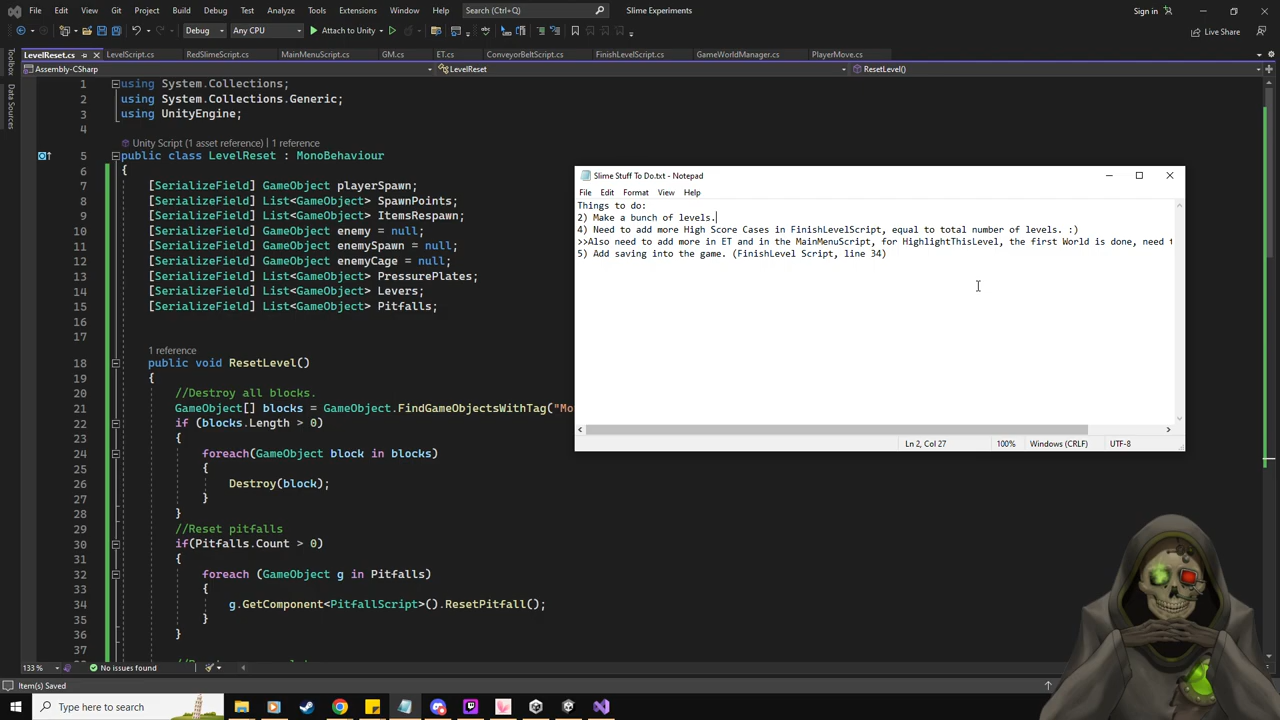 File Edit View Git Project Build Debug Test Analyze Tools Extensions Window Help Search (Ctrl+Q) Slime Experiments Sign in
Debug Any CPU Attach to Unity Live Share
LevelReset.cs LevelScript.cs RedSlimeScript.cs MainMenuScript.cs GM.cs ET.cs ConveyorBeltScript.cs FinishLevelScript.cs GameWorldManager.cs PlayerMove.cs
Assembly-CSharp LevelReset ResetLevel()
Toolbox
Data Sources
1 using System.Collections;
2 using System.Collections.Generic;
3 using UnityEngine;
4
Unity Script (1 asset reference) | 1 reference
5 public class LevelReset : MonoBehaviour
6 {
7 [SerializeField] GameObject playerSpawn;
8 [SerializeField] List<GameObject> SpawnPoints;
9 [SerializeField] List<GameObject> ItemsRespawn;
10 [SerializeField] GameObject enemy = null;
11 [SerializeField] GameObject enemySpawn = null;
12 [SerializeField] GameObject enemyCage = null;
13 [SerializeField] List<GameObject> PressurePlates;
14 [SerializeField] List<GameObject> Levers;
15 [SerializeField] List<GameObject> Pitfalls;
16
17
1 reference
18 public void ResetLevel()
19 {
20 //Destroy all blocks.
21 GameObject[] blocks = GameObject.FindGameObjectsWithTag("Mo
22 if (blocks.Length > 0)
23 {
24 foreach(GameObject block in blocks)
25 {
26 Destroy(block);
27 }
28 }
29 //Reset pitfalls
30 if(Pitfalls.Count > 0)
31 {
32 foreach (GameObject g in Pitfalls)
33 {
34 g.GetComponent<PitfallScript>().ResetPitfall();
35 }
36 }
37
Slime Stuff To Do.txt - Notepad
File Edit Format View Help
Things to do:
2) Make a bunch of levels.
4) Need to add more High Score Cases in FinishLevelScript, equal to total number of levels. :)
>>Also need to add more in ET and in the MainMenuScript, for HighlightThisLevel, the first World is done, need t
5) Add saving into the game. (FinishLevel Script, line 34)
Ln 2, Col 27 100% Windows (CRLF) UTF-8
133 % No issues found
Item(s) Saved
Type here to search